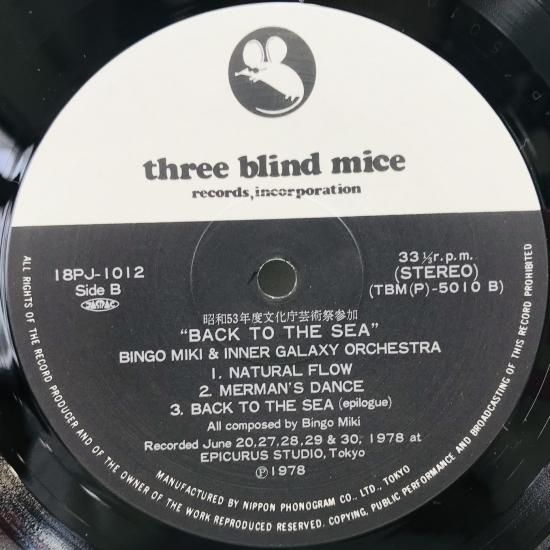 three blind mice
records, incorporation
18PJ-1012
Side B
JASRAC
33 ⅓ r.p.m.
(STEREO)
(TBM(P)-5010 B)
昭和53年度文化庁芸術祭参加
"BACK TO THE SEA"
BINGO MIKI & INNER GALAXY ORCHESTRA
1. NATURAL FLOW
2. MERMAN'S DANCE
3. BACK TO THE SEA (epilogue)
All composed by Bingo Miki
Recorded June 20,27,28,29 & 30, 1978 at
EPICURUS STUDIO, Tokyo
Ⓟ1978
MANUFACTURED BY NIPPON PHONOGRAM CO., LTD., TOKYO
ALL RIGHTS OF THE RECORD PRODUCER AND OF THE OWNER OF THE WORK REPRODUCED RESERVED. COPYING, PUBLIC PERFORMANCE AND BROADCASTING OF THIS RECORD PROHIBITED